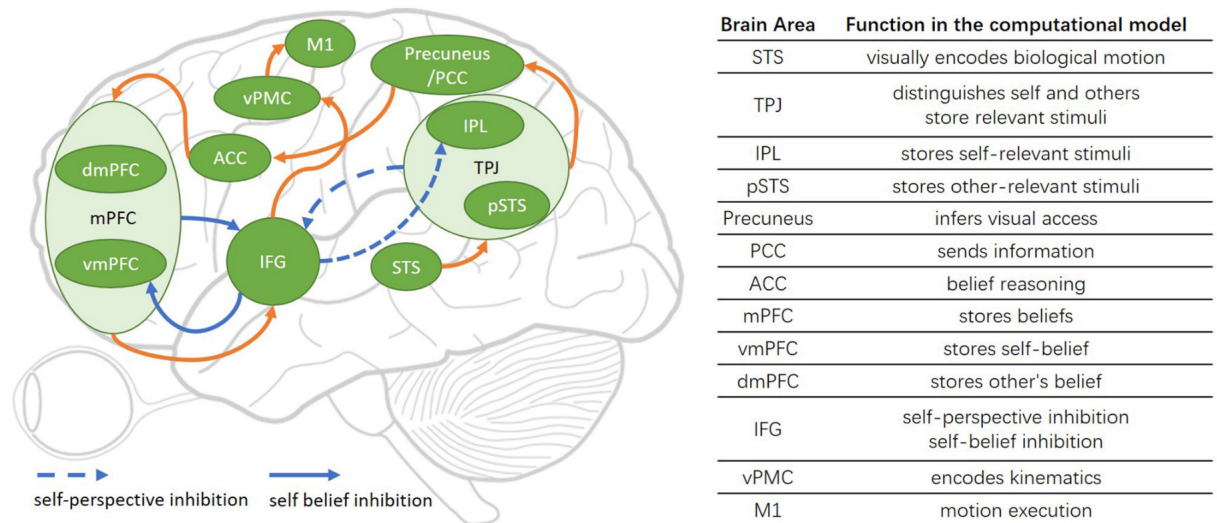 M1
Precuneus
/PCC
vPMC
IPL
ACC
TPJ
dmPFC
pSTS
mPFC
vmPFC
IFG
STS
self-perspective inhibition
self belief inhibition
Brain Area Function in the computational model
STS visually encodes biological motion
TPJ distinguishes self and others
store relevant stimuli
IPL stores self-relevant stimuli
pSTS stores other-relevant stimuli
Precuneus infers visual access
PCC sends information
ACC belief reasoning
mPFC stores beliefs
vmPFC stores self-belief
dmPFC stores other's belief
IFG self-perspective inhibition
self-belief inhibition
vPMC encodes kinematics
M1 motion execution